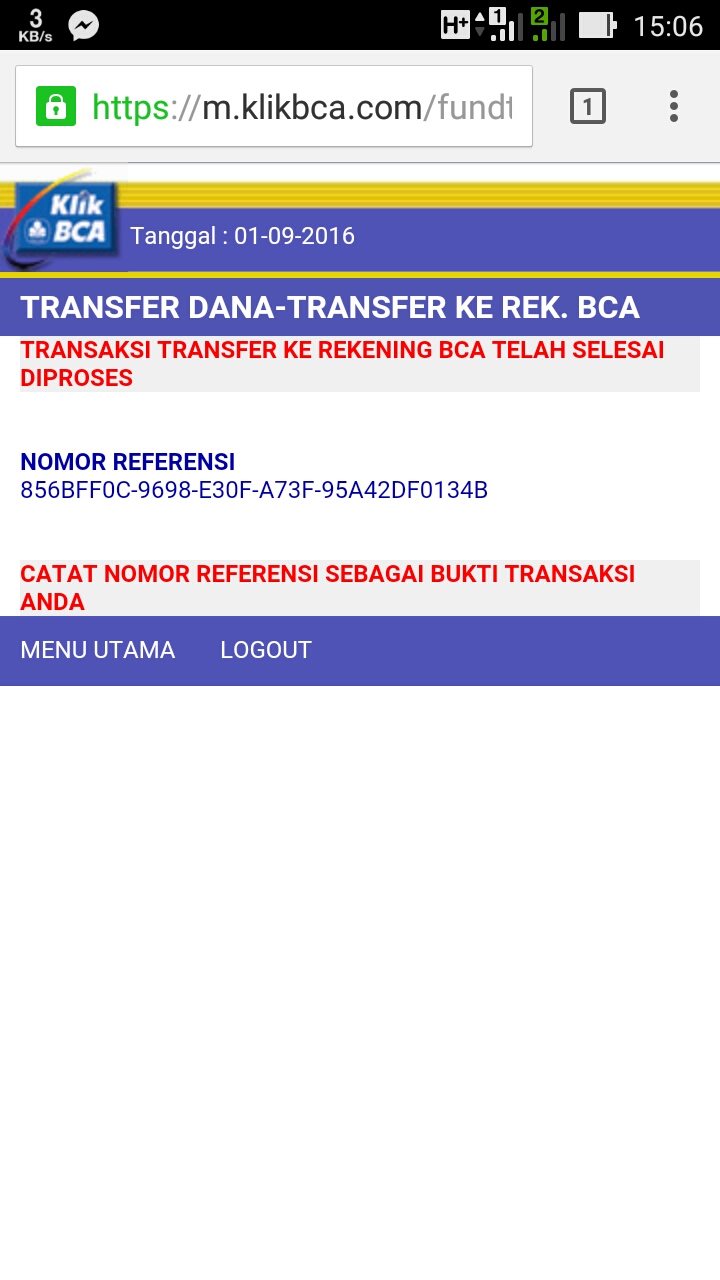 3
KB/s
H+
1
2
15:06
https://m.klikbca.com/fundt
1
Klik
BCA
Tanggal : 01-09-2016
TRANSFER DANA-TRANSFER KE REK. BCA
TRANSAKSI TRANSFER KE REKENING BCA TELAH SELESAI
DIPROSES
NOMOR REFERENSI
856BFF0C-9698-E30F-A73F-95A42DF0134B
CATAT NOMOR REFERENSI SEBAGAI BUKTI TRANSAKSI
ANDA
MENU UTAMA LOGOUT